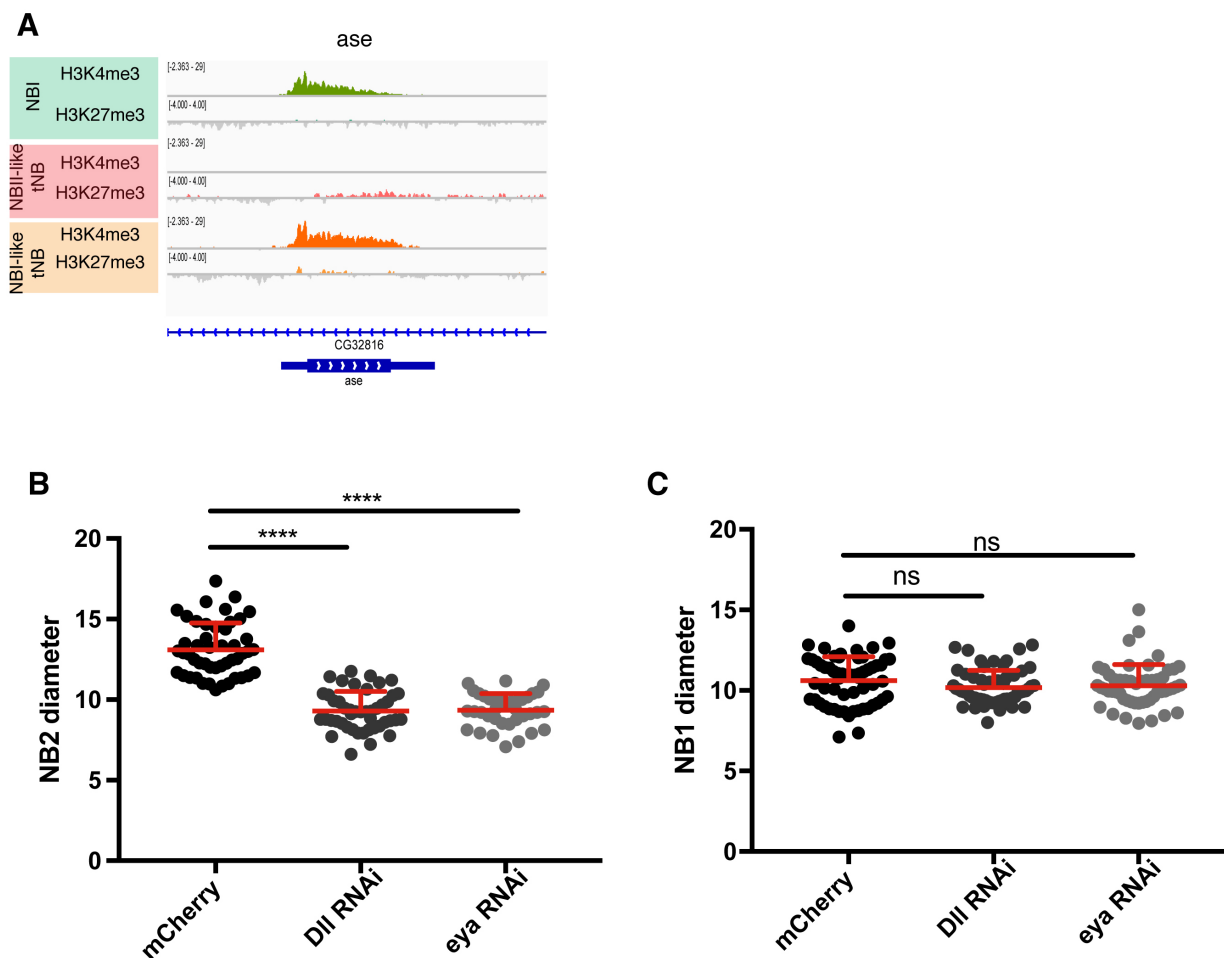 A
ase
NBI
H3K4me3
[-2.363 - 29]
H3K27me3
[-4.000 - 4.00]
NBII-like
tNB
H3K4me3
[-2.363 - 29]
H3K27me3
[-4.000 - 4.00]
NBI-like
tNB
H3K4me3
[-2.363 - 29]
H3K27me3
[-4.000 - 4.00]
CG32816
ase
B
NB2 diameter
20
15
10
5
0
****
****
mCherry
Dll RNAi
eya RNAi
C
NB1 diameter
20
15
10
5
0
ns
ns
mCherry
Dll RNAi
eya RNAi